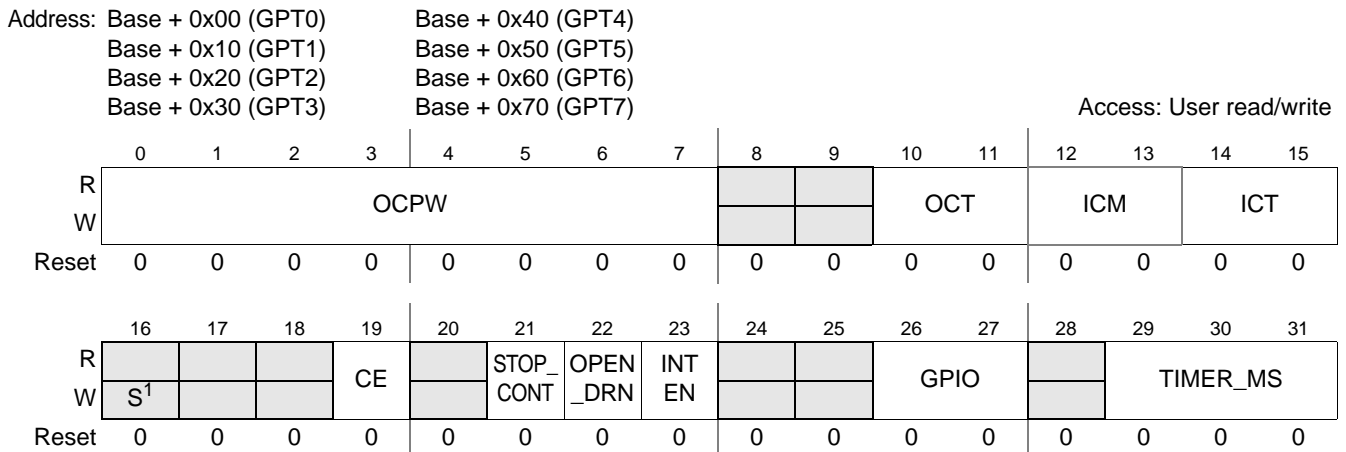 Address: Base + 0x00 (GPT0) Base + 0x40 (GPT4)
Base + 0x10 (GPT1) Base + 0x50 (GPT5)
Base + 0x20 (GPT2) Base + 0x60 (GPT6)
Base + 0x30 (GPT3) Base + 0x70 (GPT7) Access: User read/write
0 1 2 3 4 5 6 7 8 9 10 11 12 13 14 15
R
OCPW OCT ICM ICT
W
Reset 0 0 0 0 0 0 0 0 0 0 0 0 0 0 0 0
16 17 18 19 20 21 22 23 24 25 26 27 28 29 30 31
R STOP_ OPEN INT
CE GPIO TIMER_MS
W S1 CONT _DRN EN
Reset 0 0 0 0 0 0 0 0 0 0 0 0 0 0 0 0